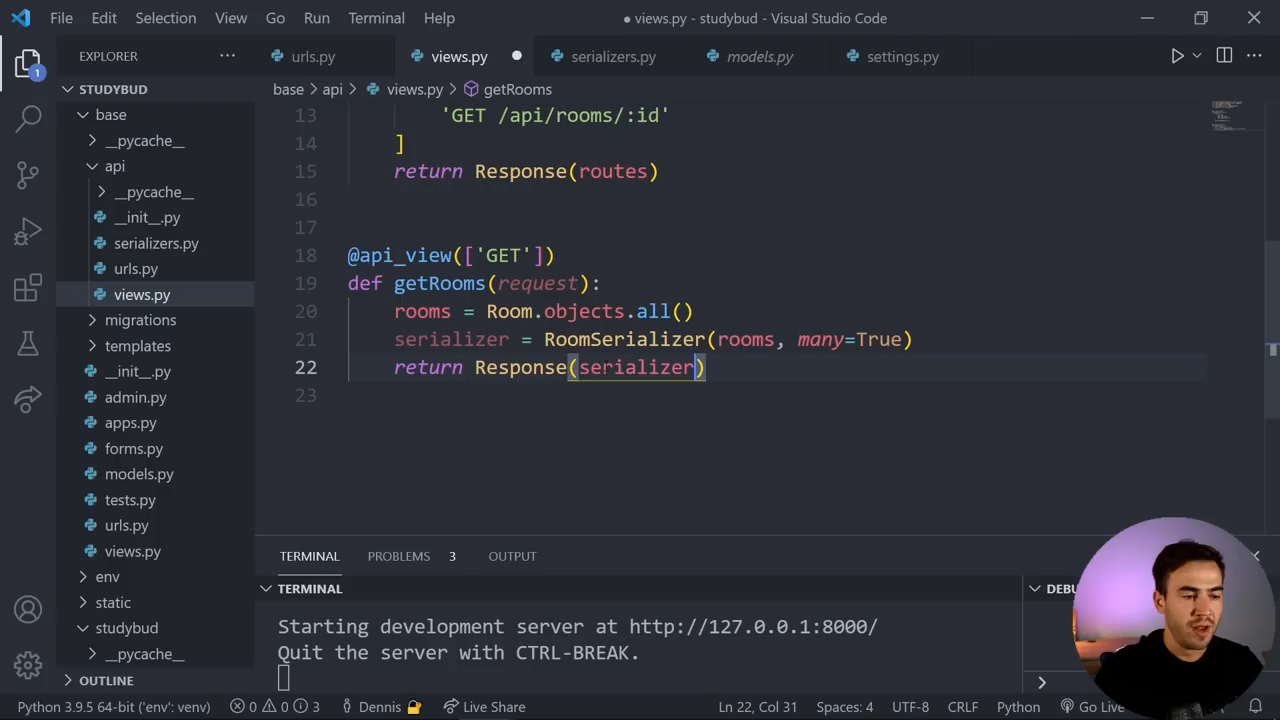 File Edit Selection View Go Run Terminal Help
● views.py - studybud - Visual Studio Code
1
EXPLORER ···
urls.py
views.py ●
serializers.py
models.py
settings.py
STUDYBUD
base > api > views.py > getRooms
base
__pycache__
api
__pycache__
__init__.py
serializers.py
urls.py
views.py
migrations
templates
__init__.py
admin.py
apps.py
forms.py
models.py
tests.py
urls.py
views.py
env
static
studybud
__pycache__
OUTLINE
13 'GET /api/rooms/:id'
14 ]
15 return Response(routes)
16
17
18 @api_view(['GET'])
19 def getRooms(request):
20 rooms = Room.objects.all()
21 serializer = RoomSerializer(rooms, many=True)
22 return Response(serializer)
23
TERMINAL PROBLEMS 3 OUTPUT
TERMINAL
Starting development server at http://127.0.0.1:8000/
Quit the server with CTRL-BREAK.
Python 3.9.5 64-bit ('env': venv) 0 0 3 Dennis Live Share Ln 22, Col 31 Spaces: 4 UTF-8 CRLF Python Go Live